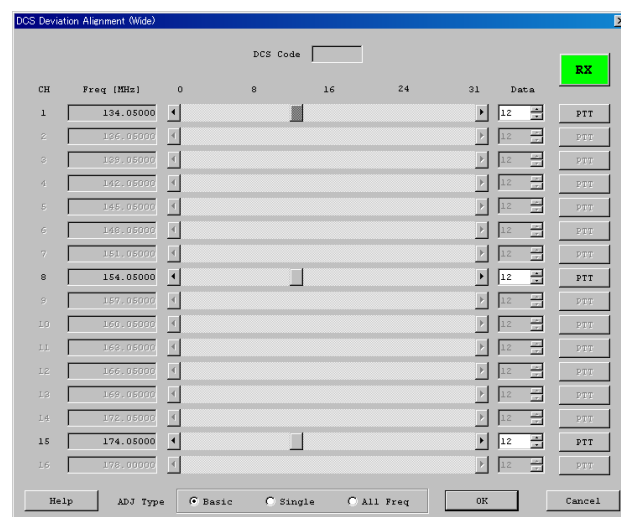 DCS Deviation Alignment (Wide)
DCS Code
RX
CH Freq [MHz] 0 8 16 24 31 Data
1 134.05000 12 PTT
2 136.05000 12 PTT
3 139.05000 12 PTT
4 142.05000 12 PTT
5 145.05000 12 PTT
6 148.05000 12 PTT
7 151.05000 12 PTT
8 154.05000 12 PTT
9 157.05000 12 PTT
10 160.05000 12 PTT
11 163.05000 12 PTT
12 166.05000 12 PTT
13 169.05000 12 PTT
14 172.05000 12 PTT
15 174.05000 12 PTT
16 178.00000 12 PTT
Help ADJ Type Basic Single All Freq OK Cancel